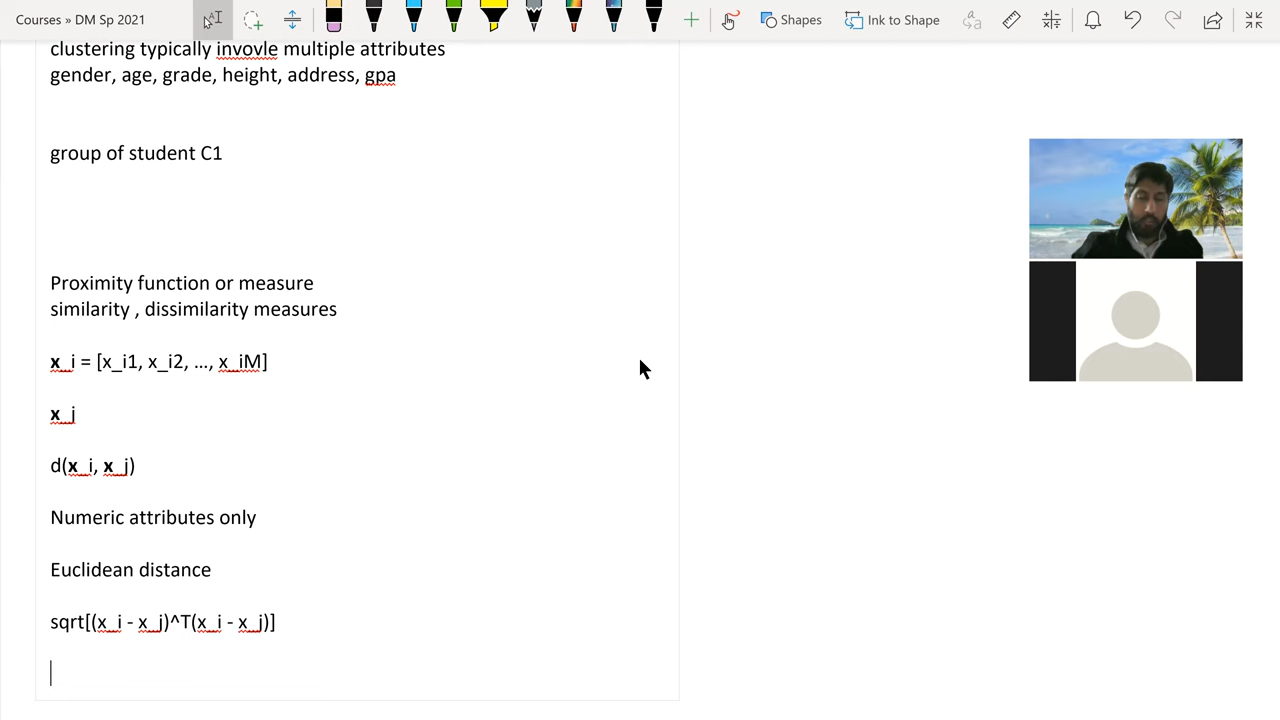 Courses » DM Sp 2021
Shapes
Ink to Shape
clustering typically invovle multiple attributes
gender, age, grade, height, address, gpa
group of student C1
Proximity function or measure
similarity , dissimilarity measures
x_i = [x_i1, x_i2, ..., x_iM]
x_j
d(x_i, x_j)
Numeric attributes only
Euclidean distance
sqrt[(x_i - x_j)^T(x_i - x_j)]